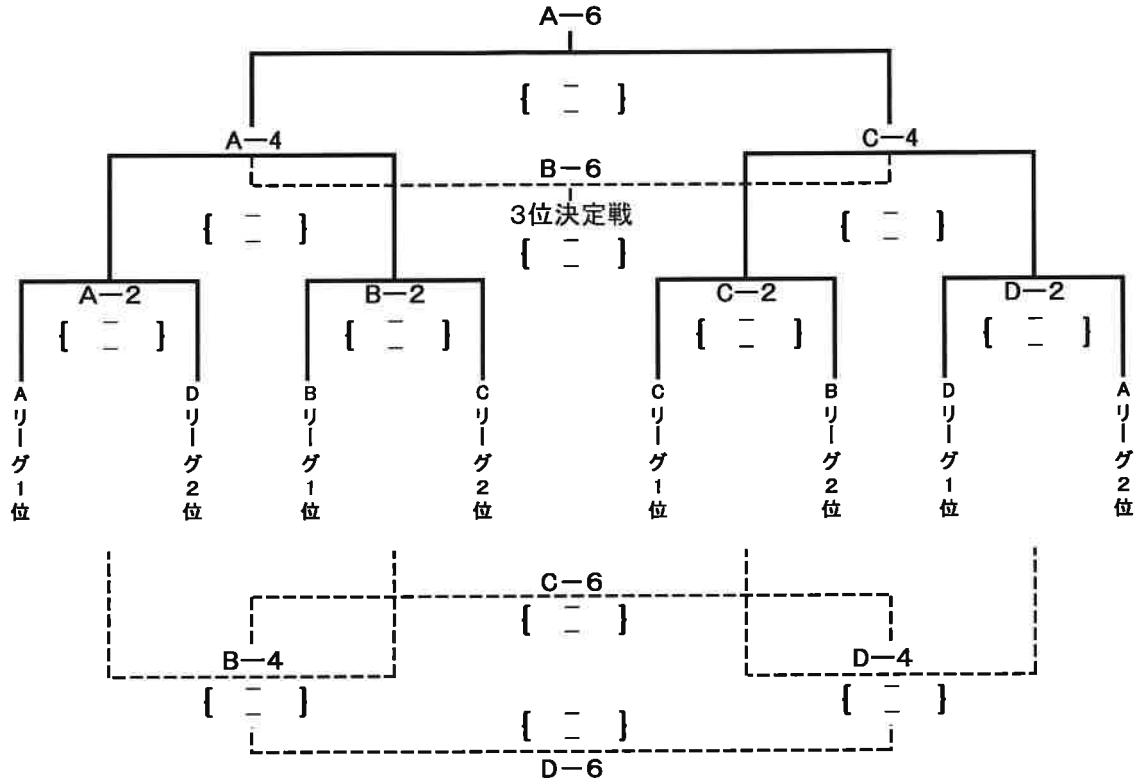 A－6
{ － － }
A－4
C－4
B－6
3位決定戦
{ － － }
{ － － }
{ － － }
A－2
B－2
C－2
D－2
{ － － }
{ － － }
{ － － }
{ － － }
Aリーグ1位
Dリーグ2位
Bリーグ1位
Cリーグ2位
Cリーグ1位
Bリーグ2位
Dリーグ1位
Aリーグ2位
C－6
{ － － }
B－4
D－4
{ － － }
{ － － }
{ － － }
D－6